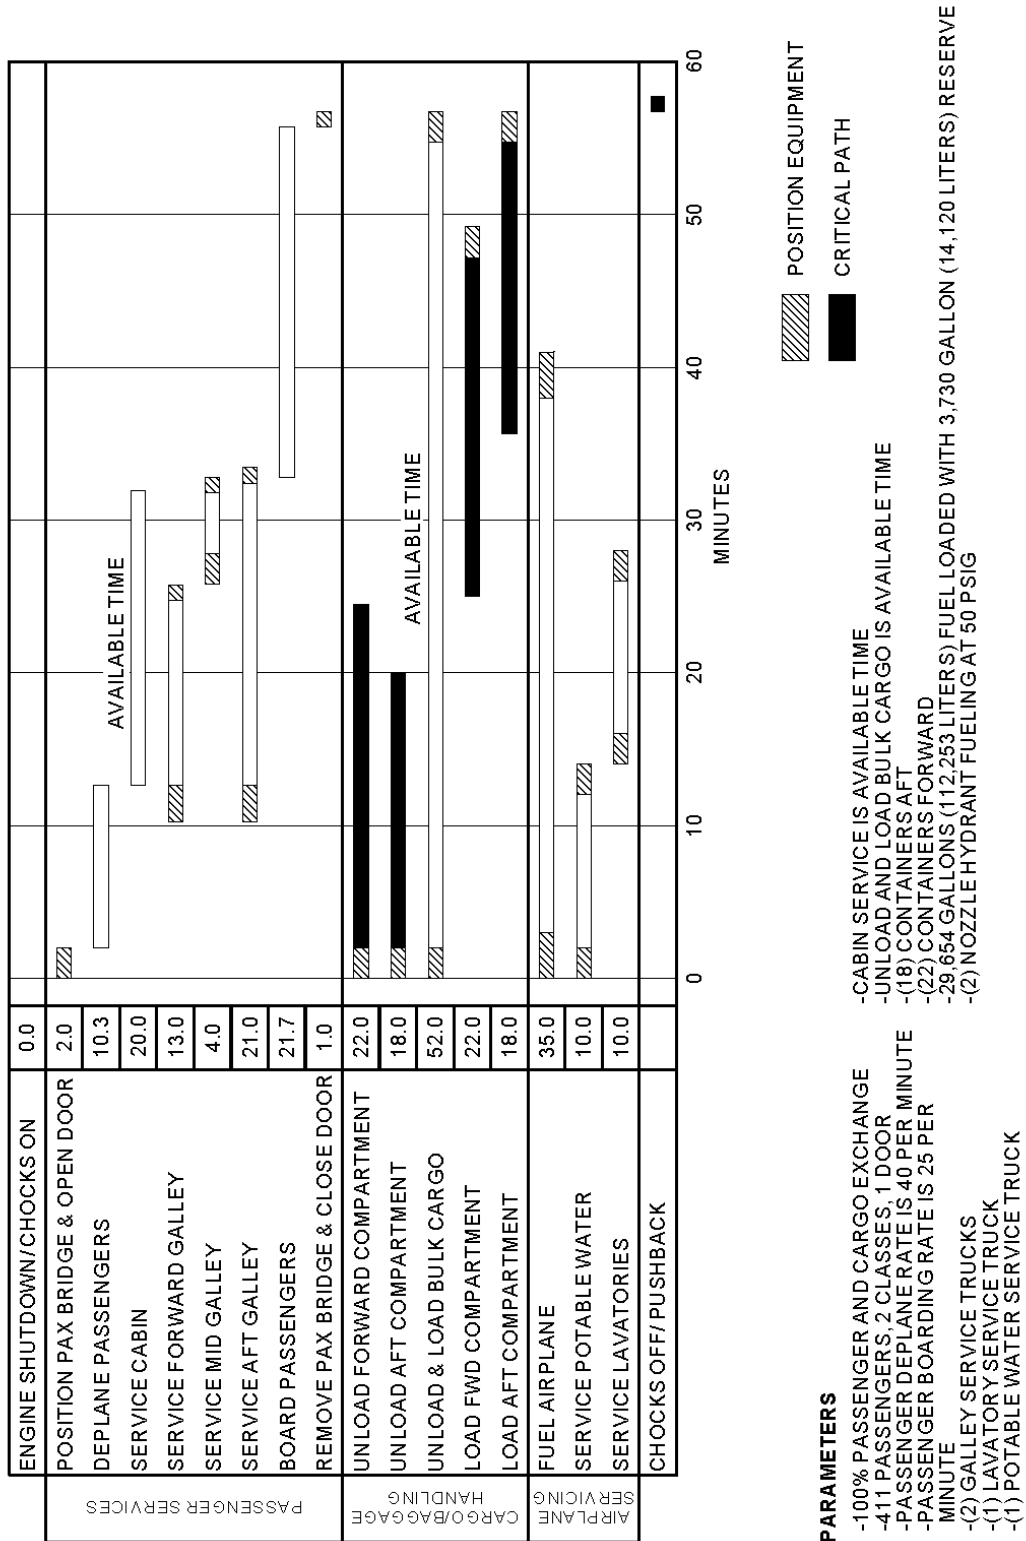 ENGINE SHUTDOWN/CHOCKS ON 0.0
PASSENGER SERVICES
POSITION PAX BRIDGE & OPEN DOOR 2.0
DEPLANE PASSENGERS 10.3
SERVICE CABIN 20.0
AVAILABLE TIME
SERVICE FORWARD GALLEY 13.0
SERVICE MID GALLEY 4.0
SERVICE AFT GALLEY 21.0
BOARD PASSENGERS 21.7
REMOVE PAX BRIDGE & CLOSE DOOR 1.0
CARGO/BAGGAGE
HANDLING
UNLOAD FORWARD COMPARTMENT 22.0
UNLOAD AFT COMPARTMENT 18.0
UNLOAD & LOAD BULK CARGO 52.0
AVAILABLE TIME
LOAD FWD COMPARTMENT 22.0
LOAD AFT COMPARTMENT 18.0
AIRPLANE
SERVICING
FUEL AIRPLANE 35.0
SERVICE POTABLE WATER 10.0
SERVICE LAVATORIES 10.0
CHOCKS OFF/PUSHBACK
0 10 20 30 40 50 60
MINUTES
POSITION EQUIPMENT
CRITICAL PATH
PARAMETERS
-100% PASSENGER AND CARGO EXCHANGE
-411 PASSENGERS, 2 CLASSES, 1 DOOR
-PASSENGER DEPLANE RATE IS 40 PER MINUTE
-PASSENGER BOARDING RATE IS 25 PER
MINUTE
-(2) GALLEY SERVICE TRUCKS
-(1) LAVATORY SERVICE TRUCK
-(1) POTABLE WATER SERVICE TRUCK
-CABIN SERVICE IS AVAILABLE TIME
-UNLOAD AND LOAD BULK CARGO IS AVAILABLE TIME
-(18) CONTAINERS AFT
-(22) CONTAINERS FORWARD
-29,654 GALLONS (112,253 LITERS) FUEL LOADED WITH 3,730 GALLON (14,120 LITERS) RESERVE
-(2) NOZZLE HYDRANT FUELING AT 50 PSIG